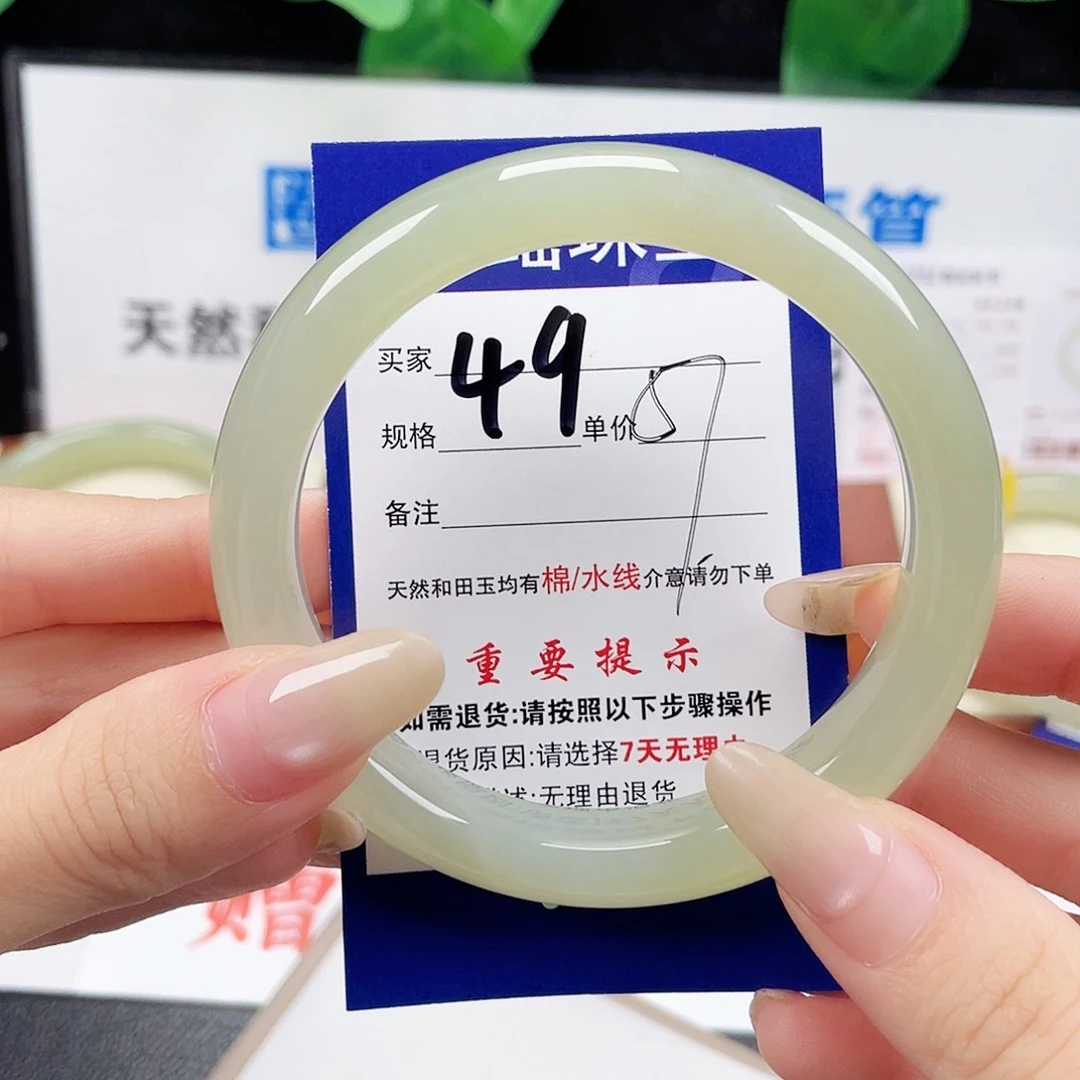 管
天然
买家 49
规格 单价 59
备注
天然和田玉均有棉/水线介意请勿下单
重要提示
如需退货:请按照以下步骤操作
退货原因:请选择7天无理由
述:无理由退货
赠